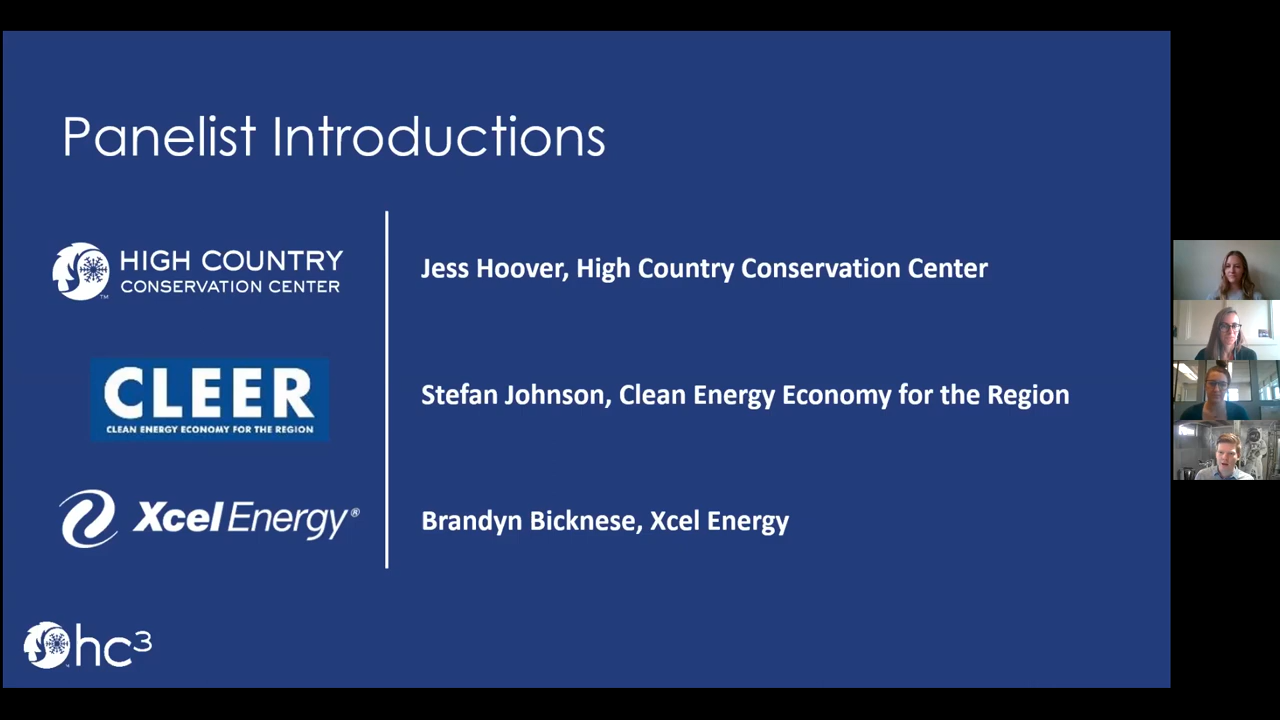 Panelist Introductions
HIGH COUNTRY
CONSERVATION CENTER
TM
Jess Hoover, High Country Conservation Center
CLEER
CLEAN ENERGY ECONOMY FOR THE REGION
Stefan Johnson, Clean Energy Economy for the Region
Xcel Energy®
Brandyn Bicknese, Xcel Energy
hc3